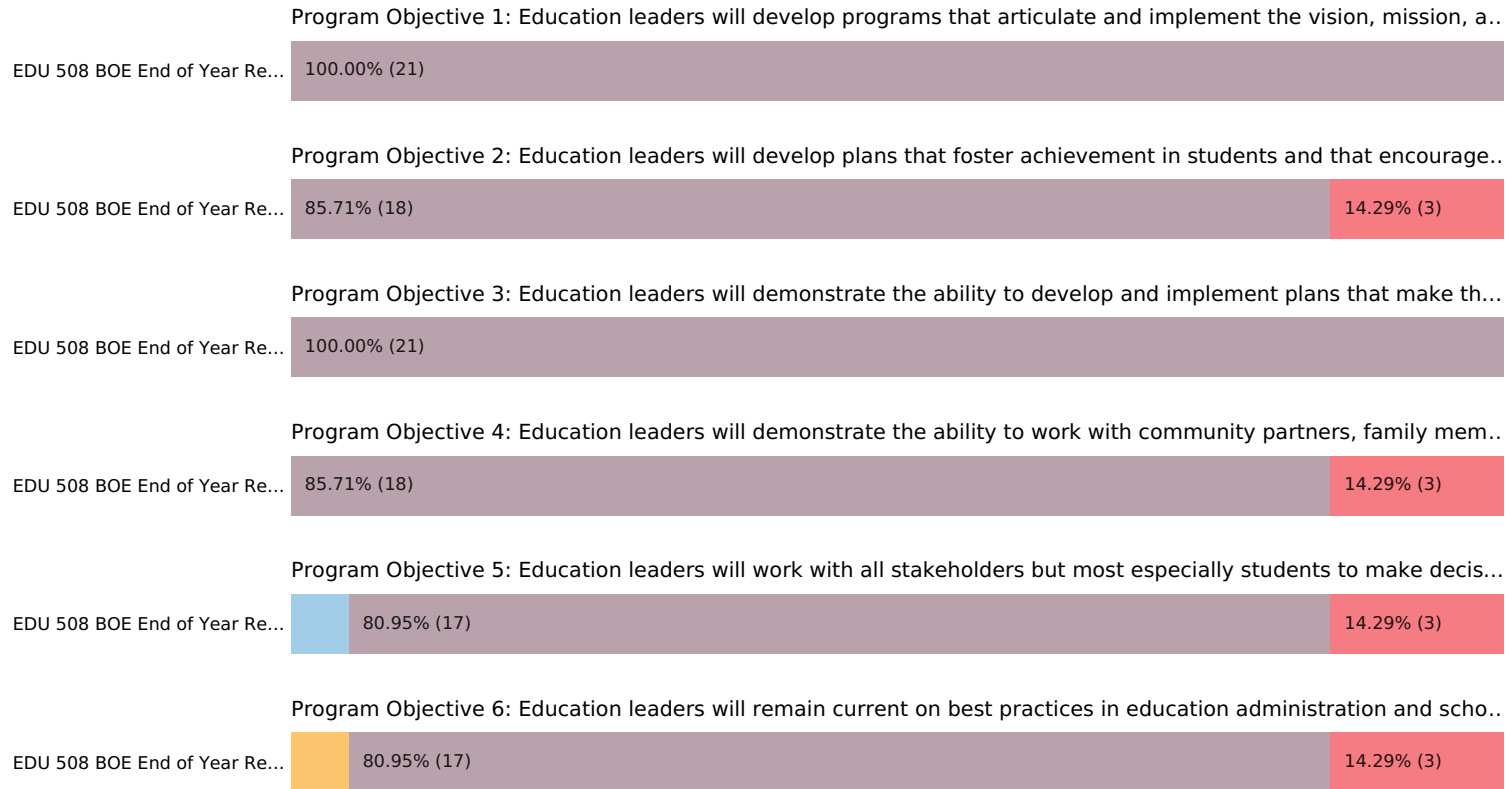 Program Objective 1: Education leaders will develop programs that articulate and implement the vision, mission, a..
EDU 508 BOE End of Year Re... 100.00% (21)
Program Objective 2: Education leaders will develop plans that foster achievement in students and that encourage..
EDU 508 BOE End of Year Re... 85.71% (18) 14.29% (3)
Program Objective 3: Education leaders will demonstrate the ability to develop and implement plans that make th...
EDU 508 BOE End of Year Re... 100.00% (21)
Program Objective 4: Education leaders will demonstrate the ability to work with community partners, family mem..
EDU 508 BOE End of Year Re... 85.71% (18) 14.29% (3)
Program Objective 5: Education leaders will work with all stakeholders but most especially students to make decis...
EDU 508 BOE End of Year Re... 80.95% (17) 14.29% (3)
Program Objective 6: Education leaders will remain current on best practices in education administration and scho..
EDU 508 BOE End of Year Re... 80.95% (17) 14.29% (3)